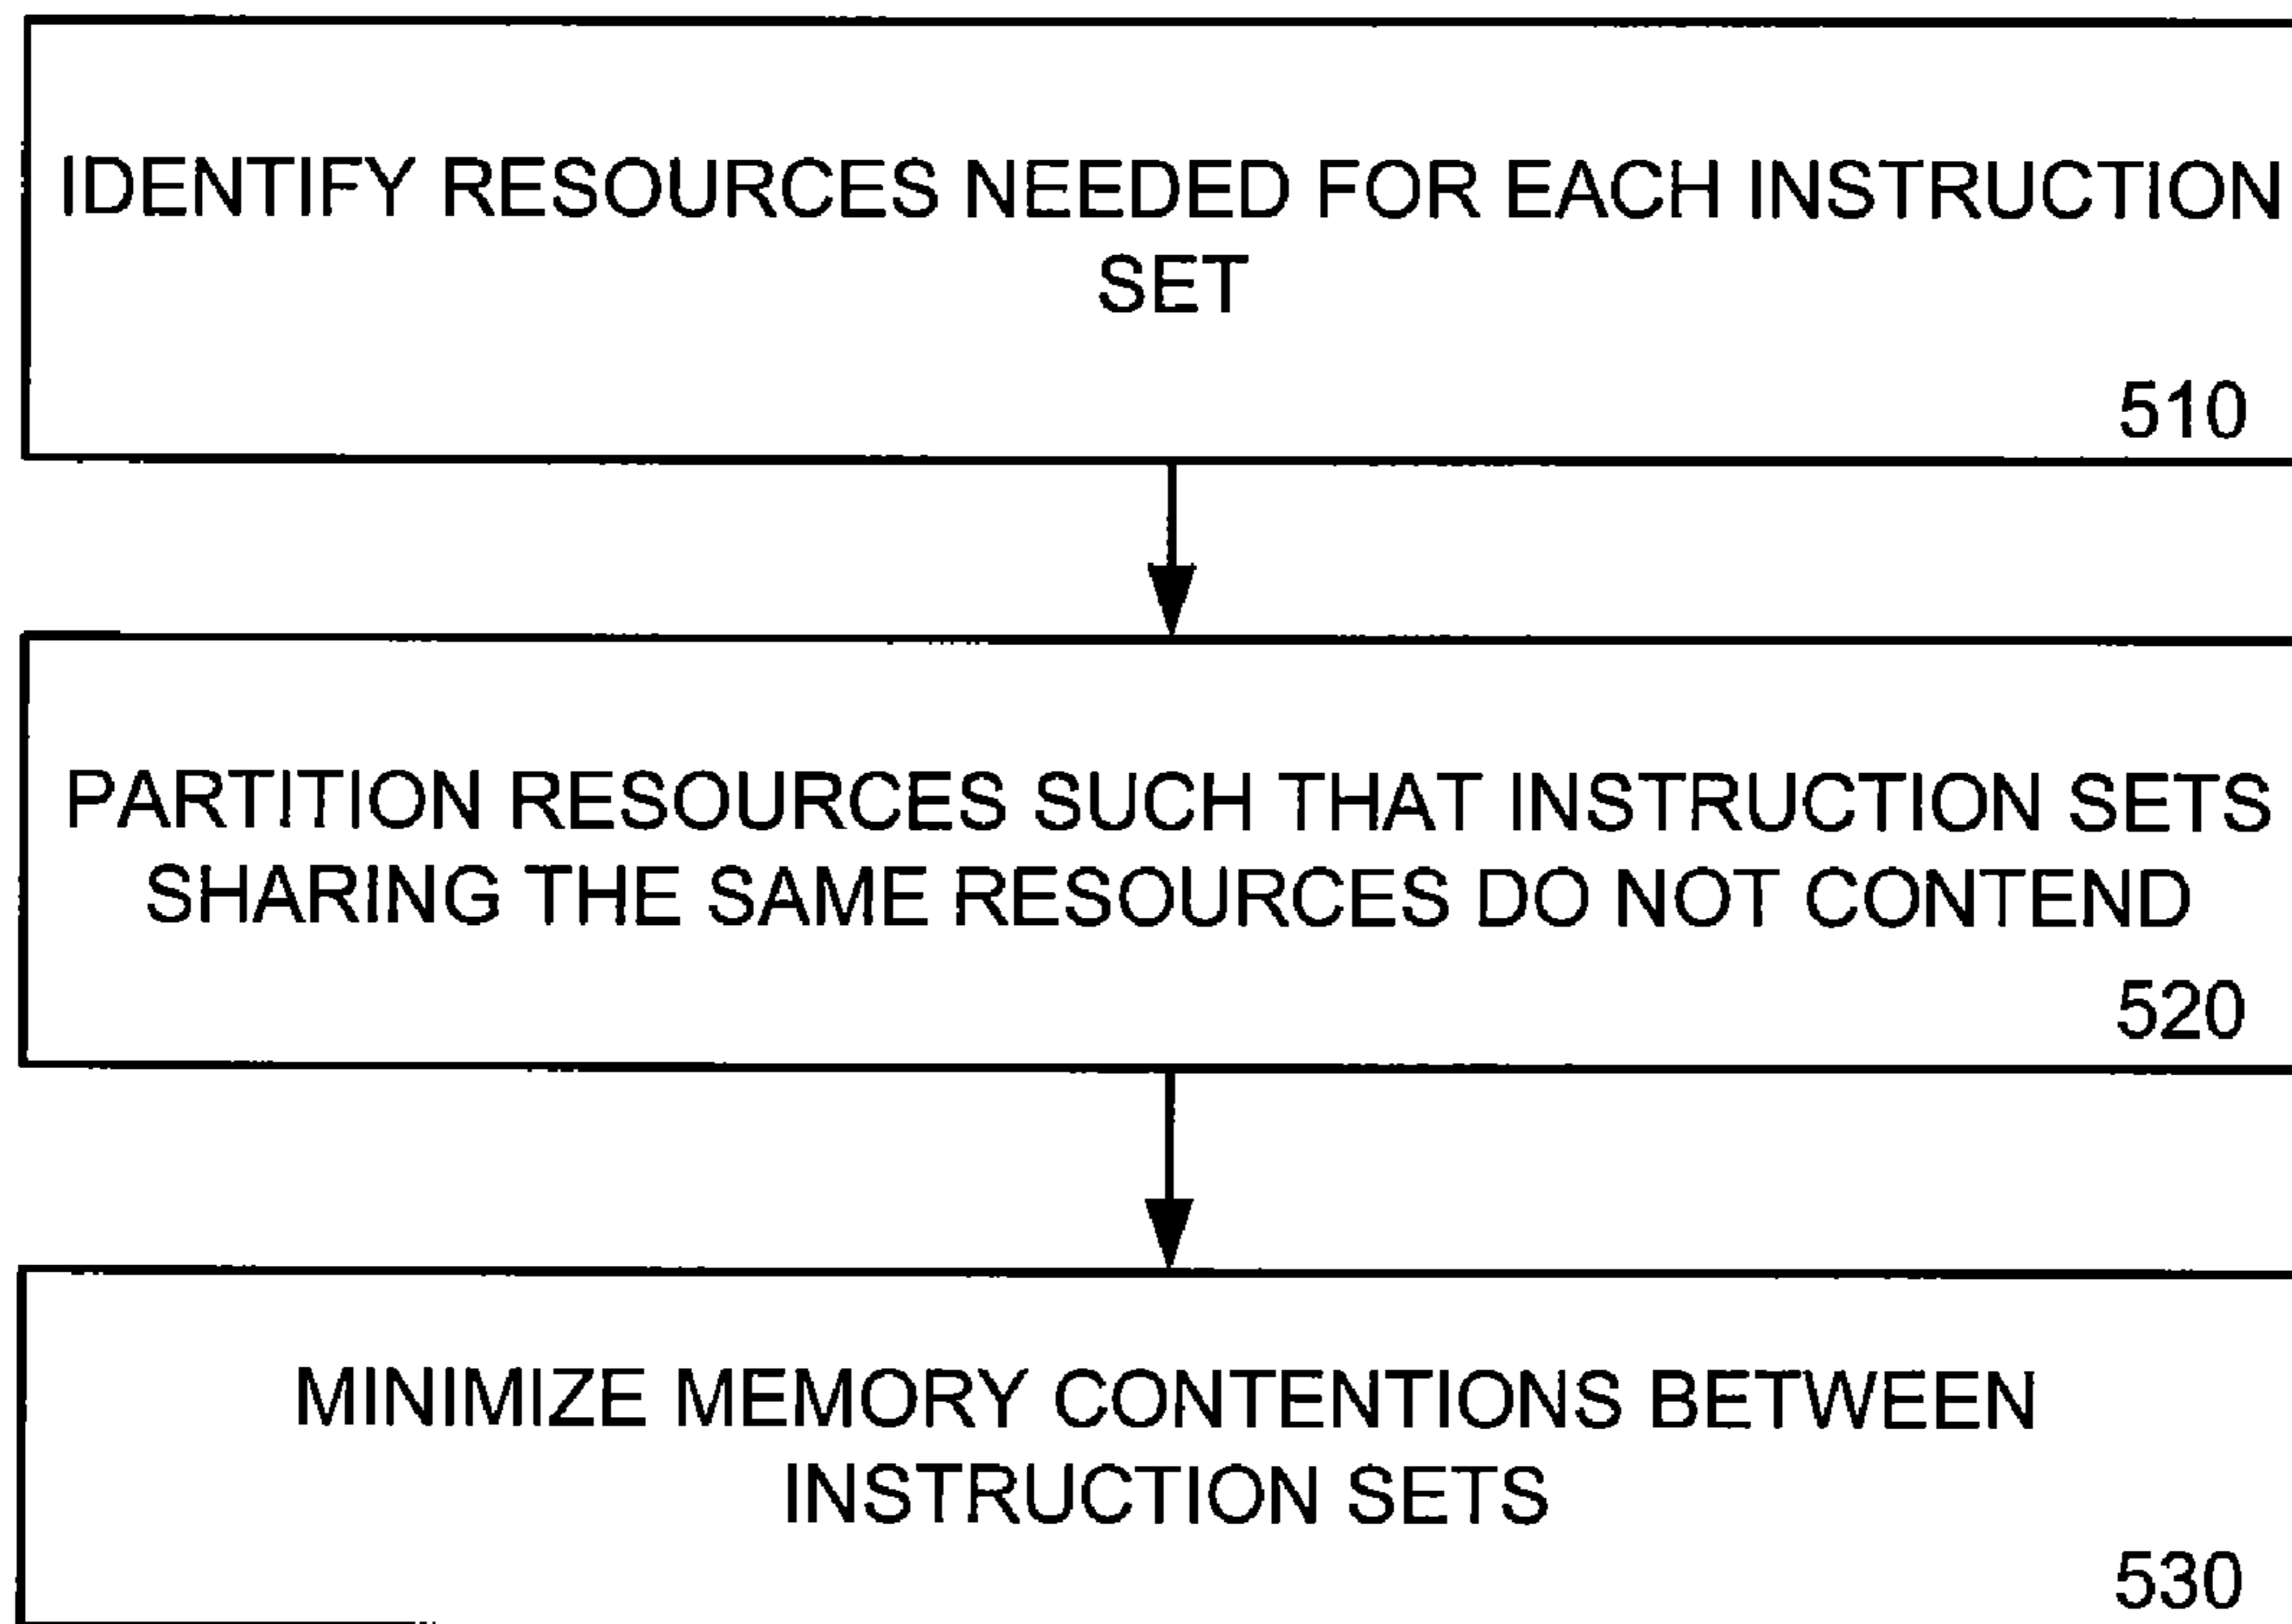 IDENTIFY RESOURCES NEEDED FOR EACH INSTRUCTION
SET
510
PARTITION RESOURCES SUCH THAT INSTRUCTION SETS
SHARING THE SAME RESOURCES DO NOT CONTEND
520
MINIMIZE MEMORY CONTENTIONS BETWEEN
INSTRUCTION SETS
530